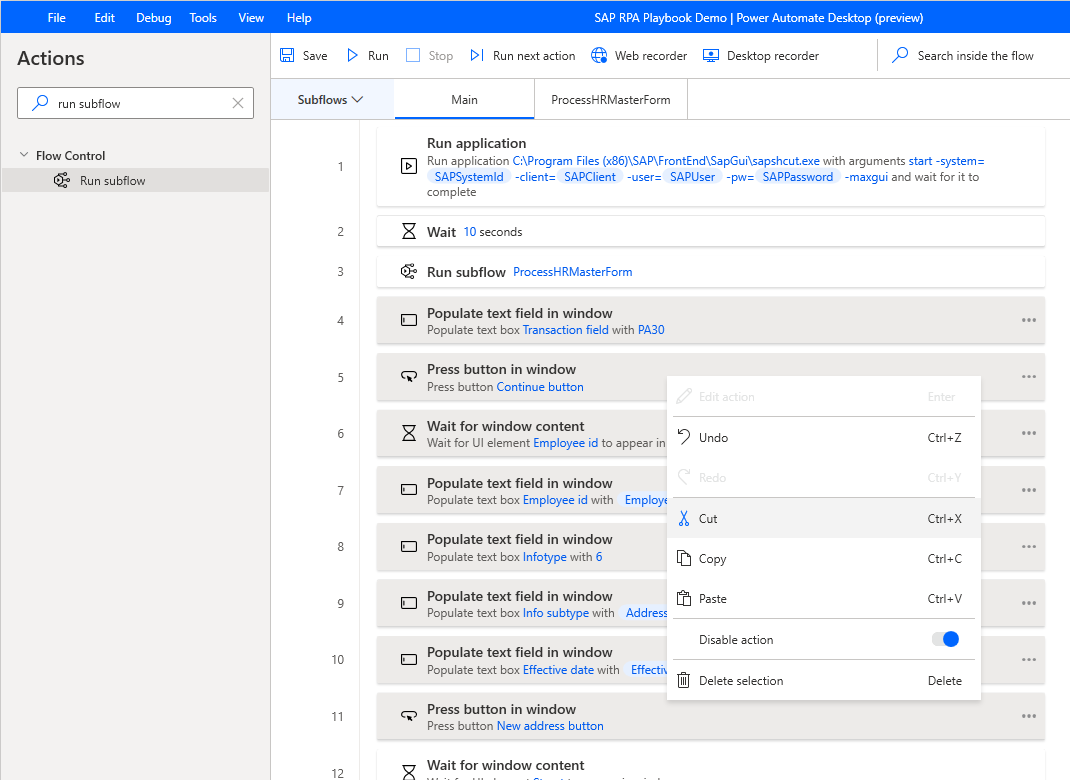 File Edit Debug Tools View Help SAP RPA Playbook Demo | Power Automate Desktop (preview)
Actions
Save Run Stop Run next action Web recorder Desktop recorder Search inside the flow
run subflow
Subflows Main ProcessHRMasterForm
Flow Control
Run subflow
1 Run application
Run application C:\Program Files (x86)\SAP\FrontEnd\SapGui\sapshcut.exe with arguments start -system=
SAPSystemId -client= SAPClient -user= SAPUser -pw= SAPPassword -maxgui and wait for it to
complete
2 Wait 10 seconds
3 Run subflow ProcessHRMasterForm
4 Populate text field in window
Populate text box Transaction field with PA30
5 Press button in window
Press button Continue button
6 Wait for window content
Wait for UI element Employee id to appear in
7 Populate text field in window
Populate text box Employee id with Employe
8 Populate text field in window
Populate text box Infotype with 6
9 Populate text field in window
Populate text box Info subtype with Address
10 Populate text field in window
Populate text box Effective date with Effectiv
11 Press button in window
Press button New address button
12 Wait for window content
Edit action Enter
Undo Ctrl+Z
Redo Ctrl+Y
Cut Ctrl+X
Copy Ctrl+C
Paste Ctrl+V
Disable action
Delete selection Delete